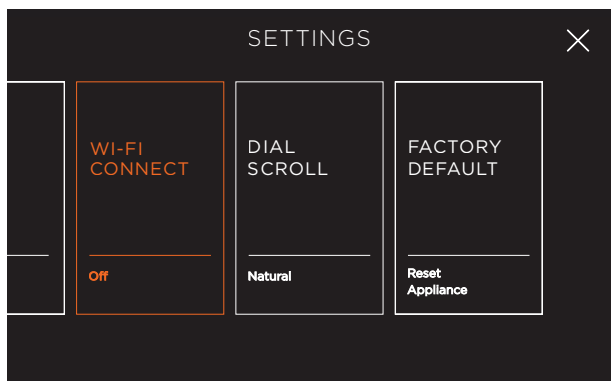 SETTINGS
WI-FI
CONNECT
Off
DIAL
SCROLL
Natural
FACTORY
DEFAULT
Reset
Appliance